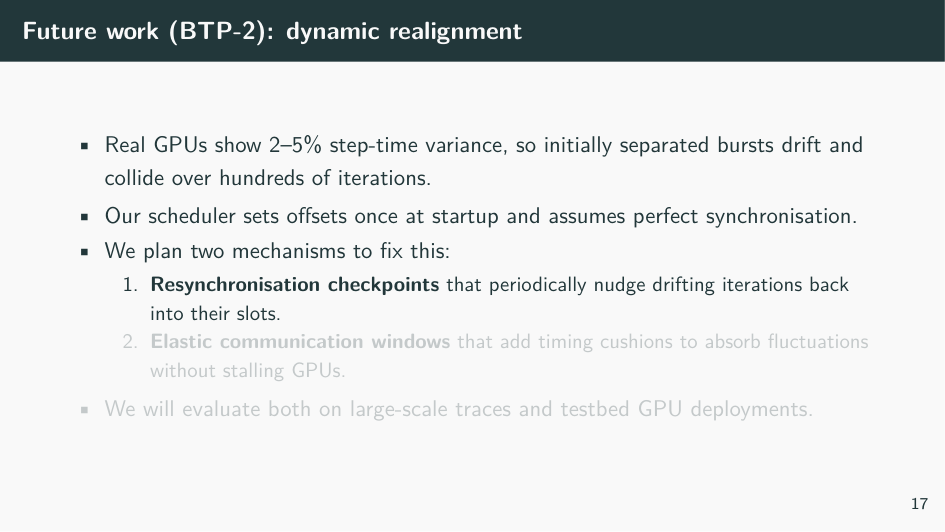 Future work (BTP-2): dynamic realignment
▪ Real GPUs show 2–5% step-time variance, so initially separated bursts drift and
collide over hundreds of iterations.
▪ Our scheduler sets offsets once at startup and assumes perfect synchronisation.
▪ We plan two mechanisms to fix this:
1. Resynchronisation checkpoints that periodically nudge drifting iterations back
into their slots.
2. Elastic communication windows that add timing cushions to absorb fluctuations
without stalling GPUs.
▪ We will evaluate both on large-scale traces and testbed GPU deployments.
17